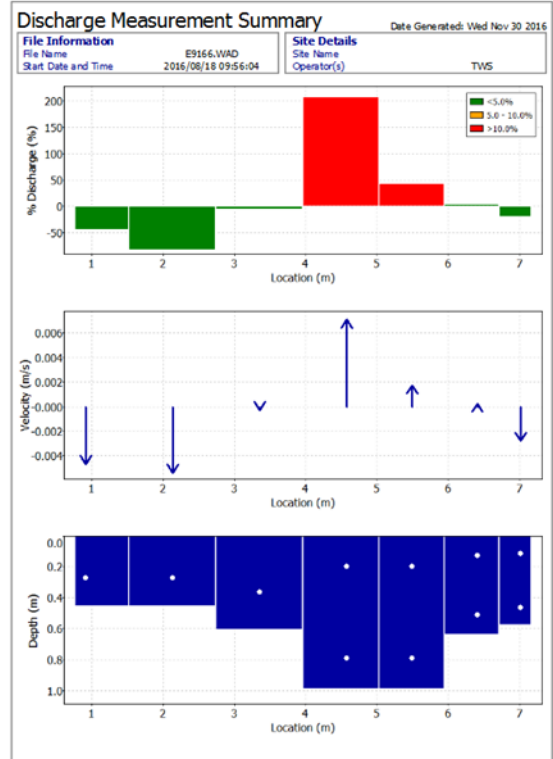 Discharge Measurement Summary
Date Generated: Wed Nov 30 2016
File Information
File Name E9166.WAD
Start Date and Time 2016/08/18 09:56:04
Site Details
Site Name
Operator(s) TWS
% Discharge (%)
200
150
100
50
0
-50
<5.0%
5.0 - 10.0%
>10.0%
1 2 3 4 5 6 7
Location (m)
Velocity (m/s)
0.006
0.004
0.002
-0.000
-0.002
-0.004
1 2 3 4 5 6 7
Location (m)
Depth (m)
0.0
0.2
0.4
0.6
0.8
1.0
1 2 3 4 5 6 7
Location (m)